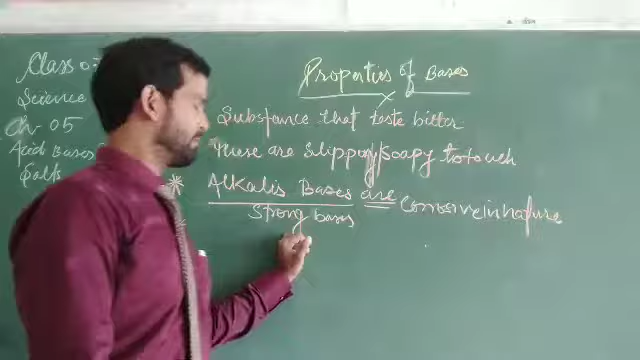 Class 07
Science
Ch 05
Acids Bases
Salts
Properties of Bases
Substance that taste bitter
These are slippery/soapy to touch
* Alkalis Bases are corrosive in nature
Strong bases